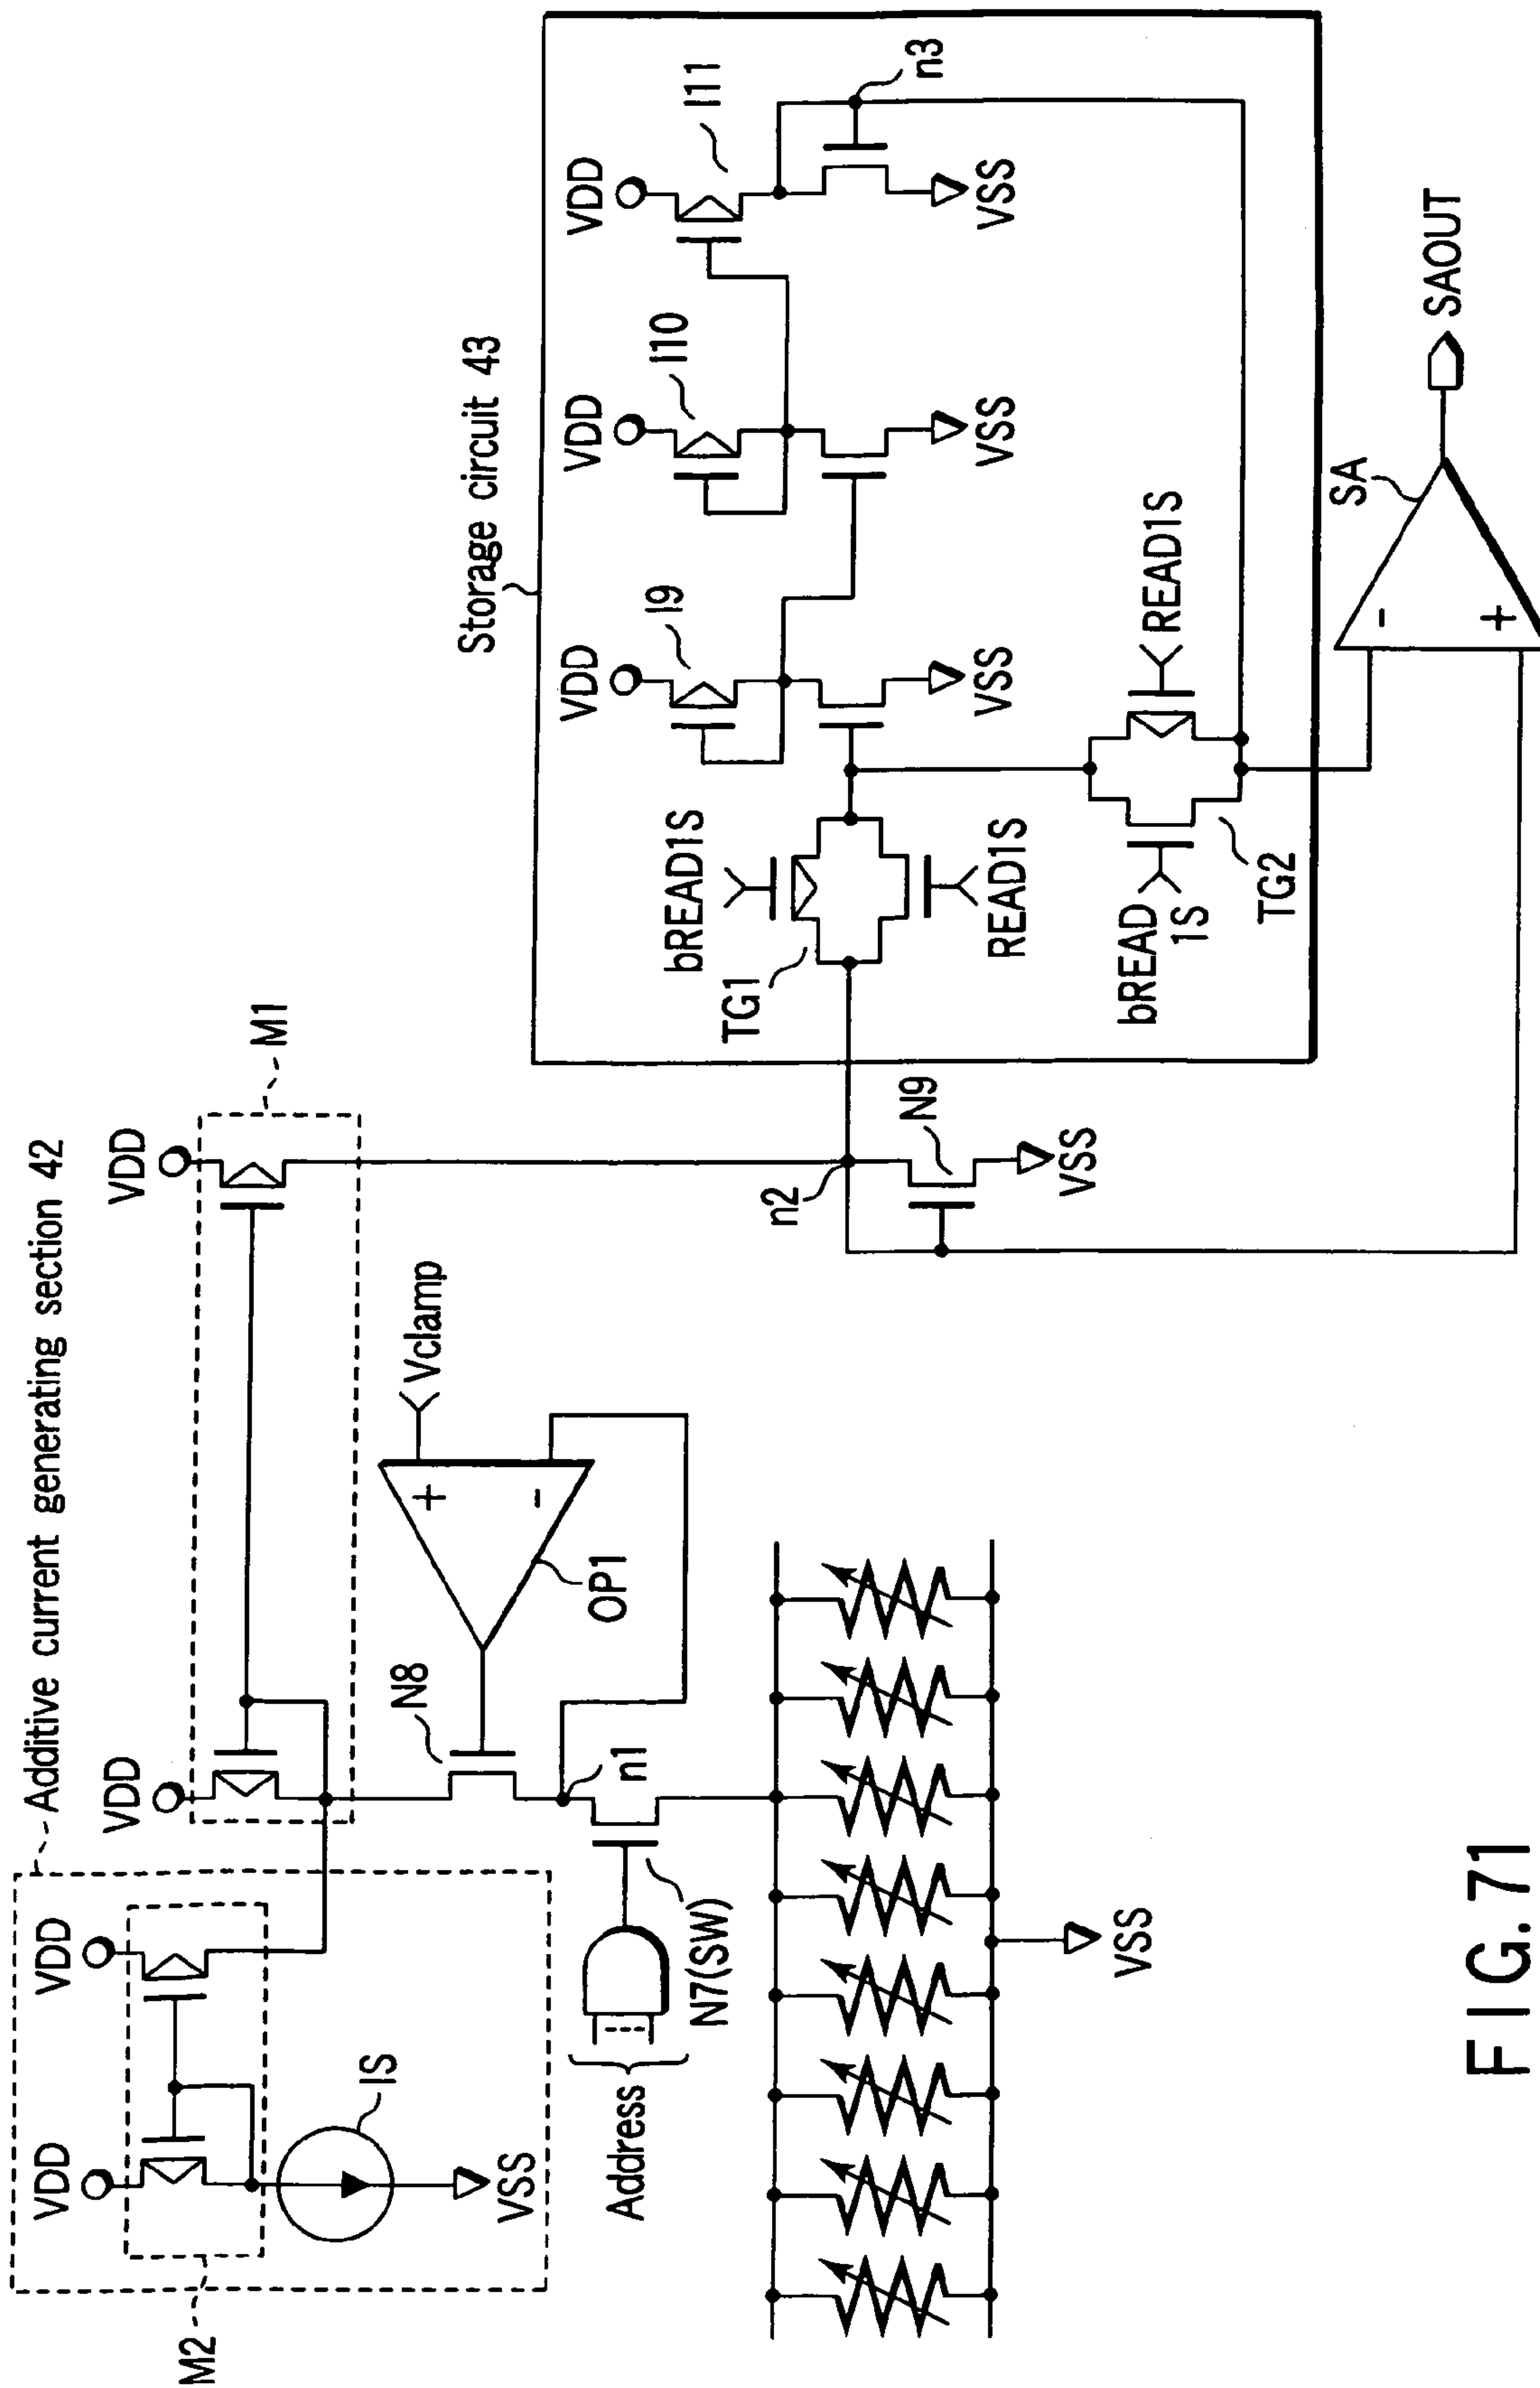 Additive current generating section 42
M2
VDD
VDD
IS
VSS
VDD
M1
VDD
Address
N7(SW)
N8
n1
OP1
Vclamp
+
-
VSS
n2
N9
VSS
Storage circuit 43
TG1
bREAD1S
READ1S
VDD
I9
VSS
VDD
I10
VSS
VDD
I11
n3
VSS
bREAD
1S
TG2
READ1S
SA
-
+
SAOUT
FIG.71